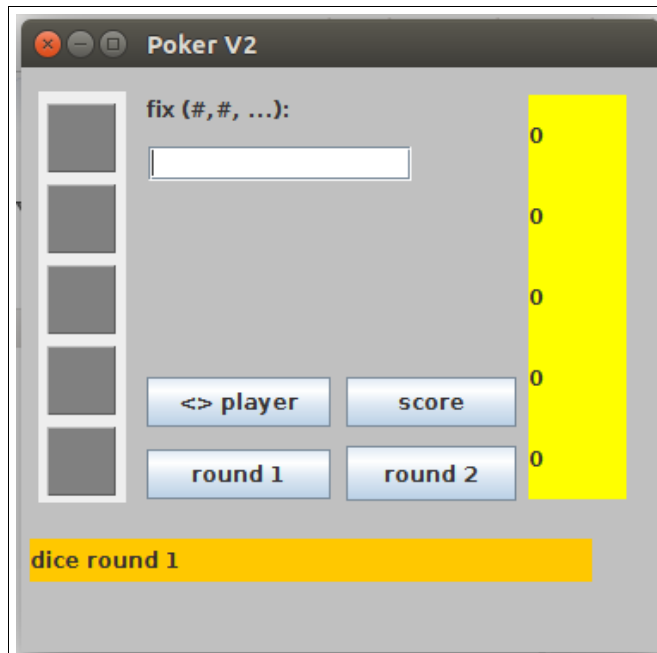 Poker V2
fix (#,#, ...):
0
0
0
0
<> player score
0
round 1 round 2
dice round 1